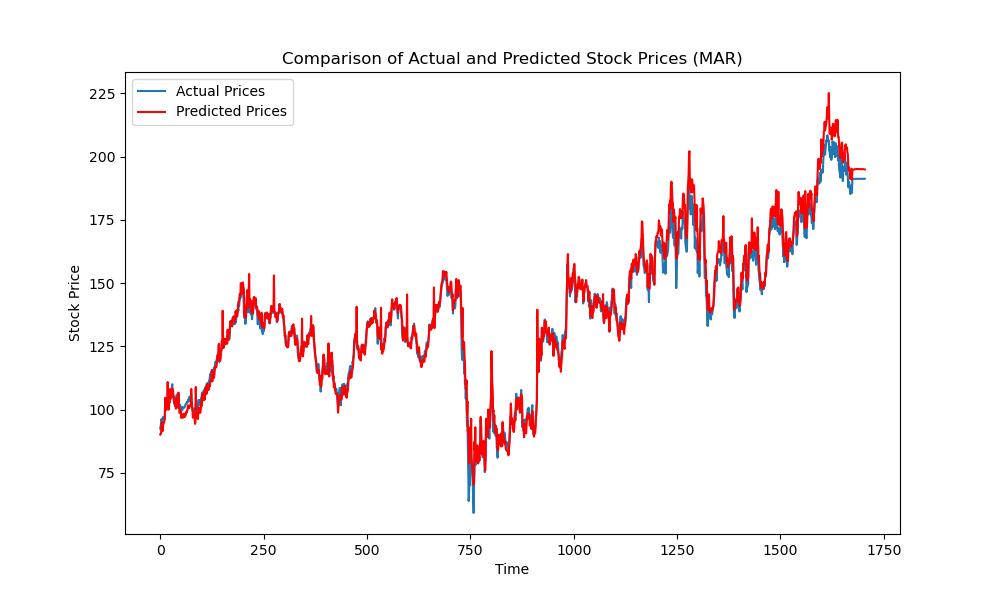 Comparison of Actual and Predicted Stock Prices (MAR)
Actual Prices
Predicted Prices
225
200
175
150
125
100
75
Stock Price
0 250 500 750 1000 1250 1500 1750
Time